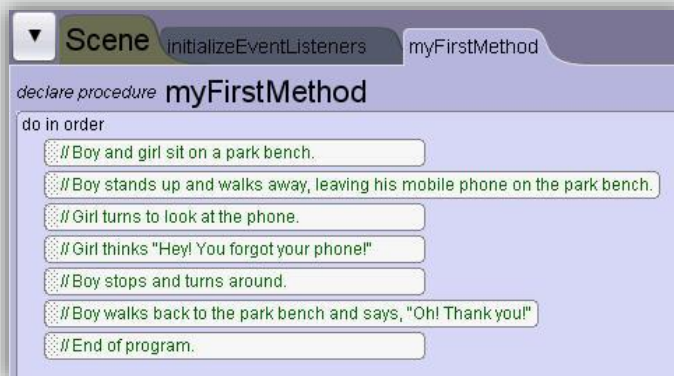 Scene initializeEventListeners myFirstMethod
declare procedure myFirstMethod
do in order
//Boy and girl sit on a park bench.
//Boy stands up and walks away, leaving his mobile phone on the park bench.
//Girl turns to look at the phone.
//Girl thinks "Hey! You forgot your phone!"
//Boy stops and turns around.
//Boy walks back to the park bench and says, "Oh! Thank you!"
//End of program.